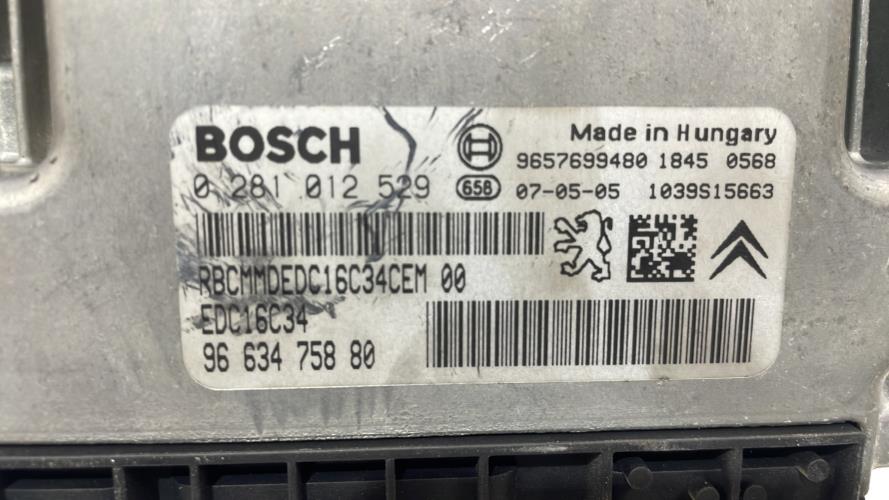 BOSCH
Made in Hungary
9657699480 1845 0568
0 281 012 529
658 07-05-05 1039S15663
RBCMMDEDC16C34CEM 00
EDC16C34
96 634 758 80